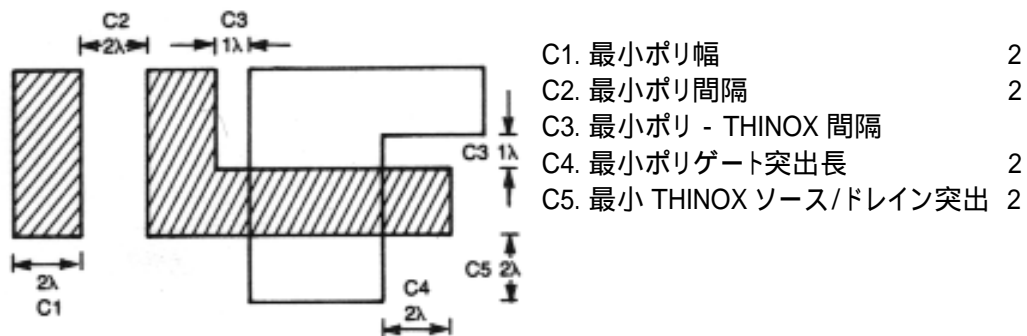 C2
2λ
C3
1λ
C3 1λ
C5 2λ
C4
2λ
2λ
C1
C1. 最小ポリ幅 2
C2. 最小ポリ間隔 2
C3. 最小ポリ - THINOX 間隔
C4. 最小ポリゲート突出長 2
C5. 最小 THINOX ソース/ドレイン突出 2